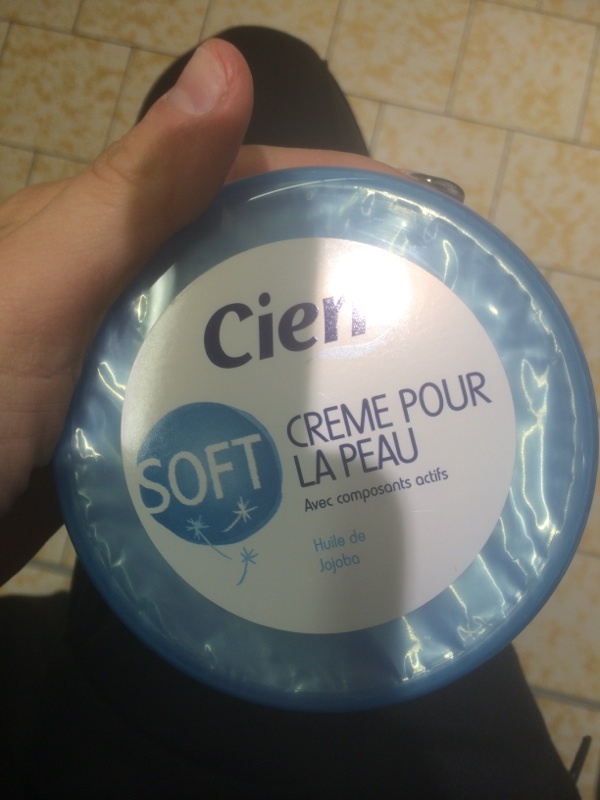 Cien
SOFT
CREME POUR
LA PEAU
Avec composants actifs
Huile de
Jojoba